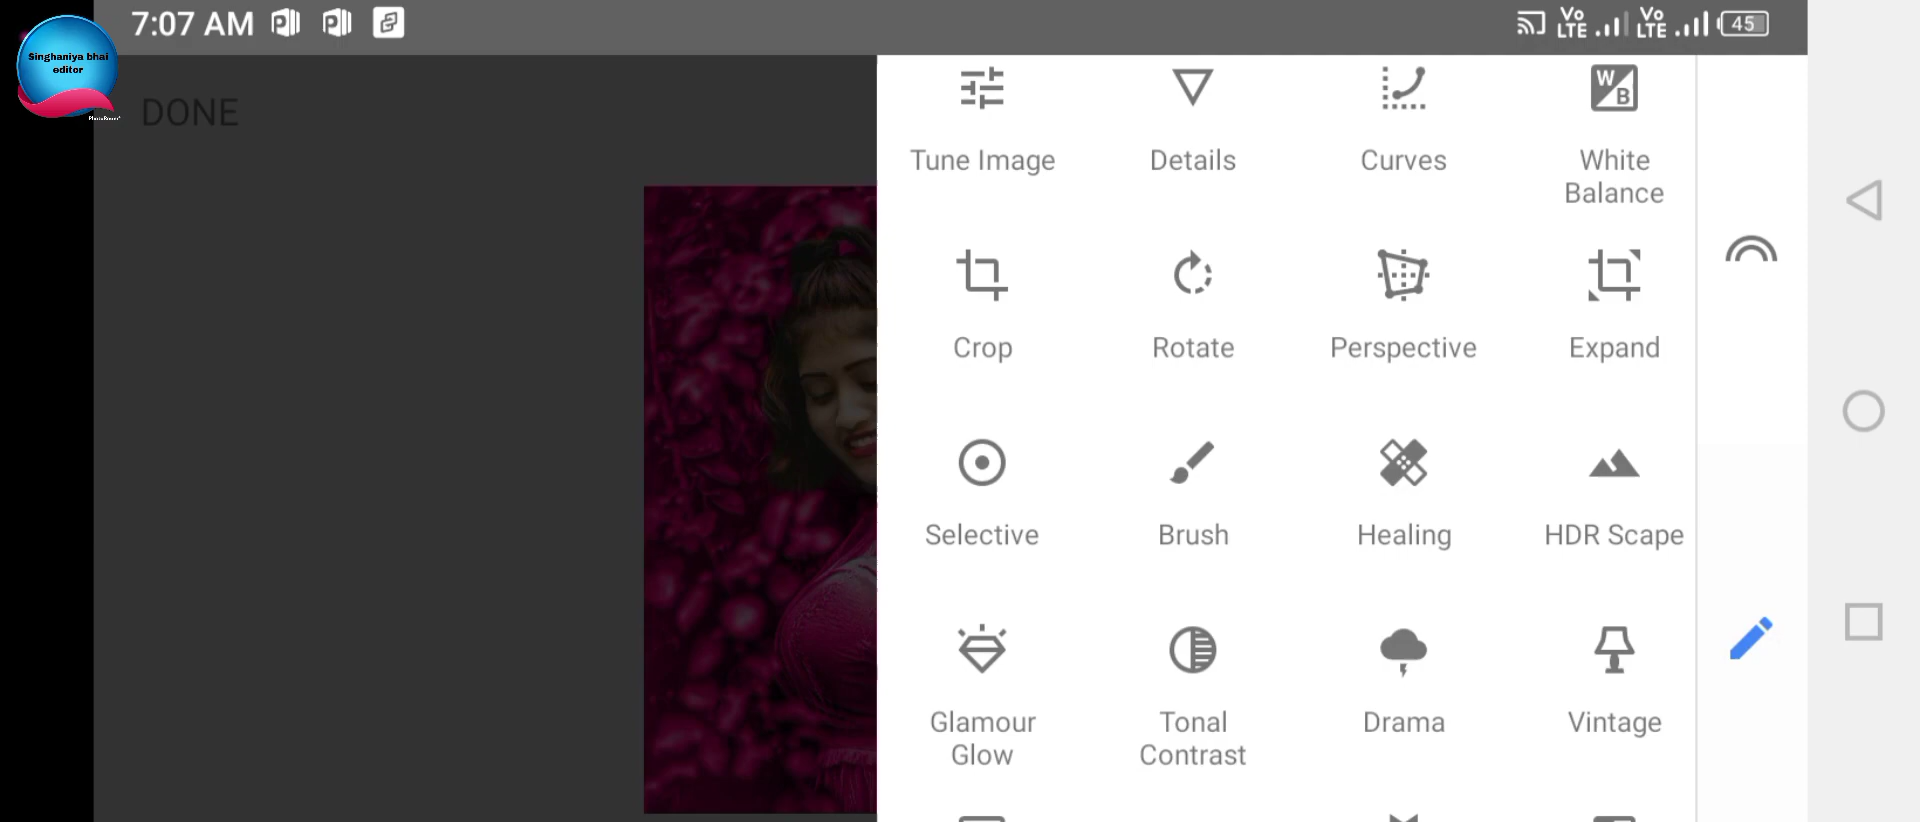 7:07 AM
Vo LTE
Vo LTE
45
Singhaniya bhai
editor
PhotoRoom
DONE
Tune Image
Details
Curves
W
B
White
Balance
Crop
Rotate
Perspective
Expand
Selective
Brush
Healing
HDR Scape
Glamour
Glow
Tonal
Contrast
Drama
Vintage